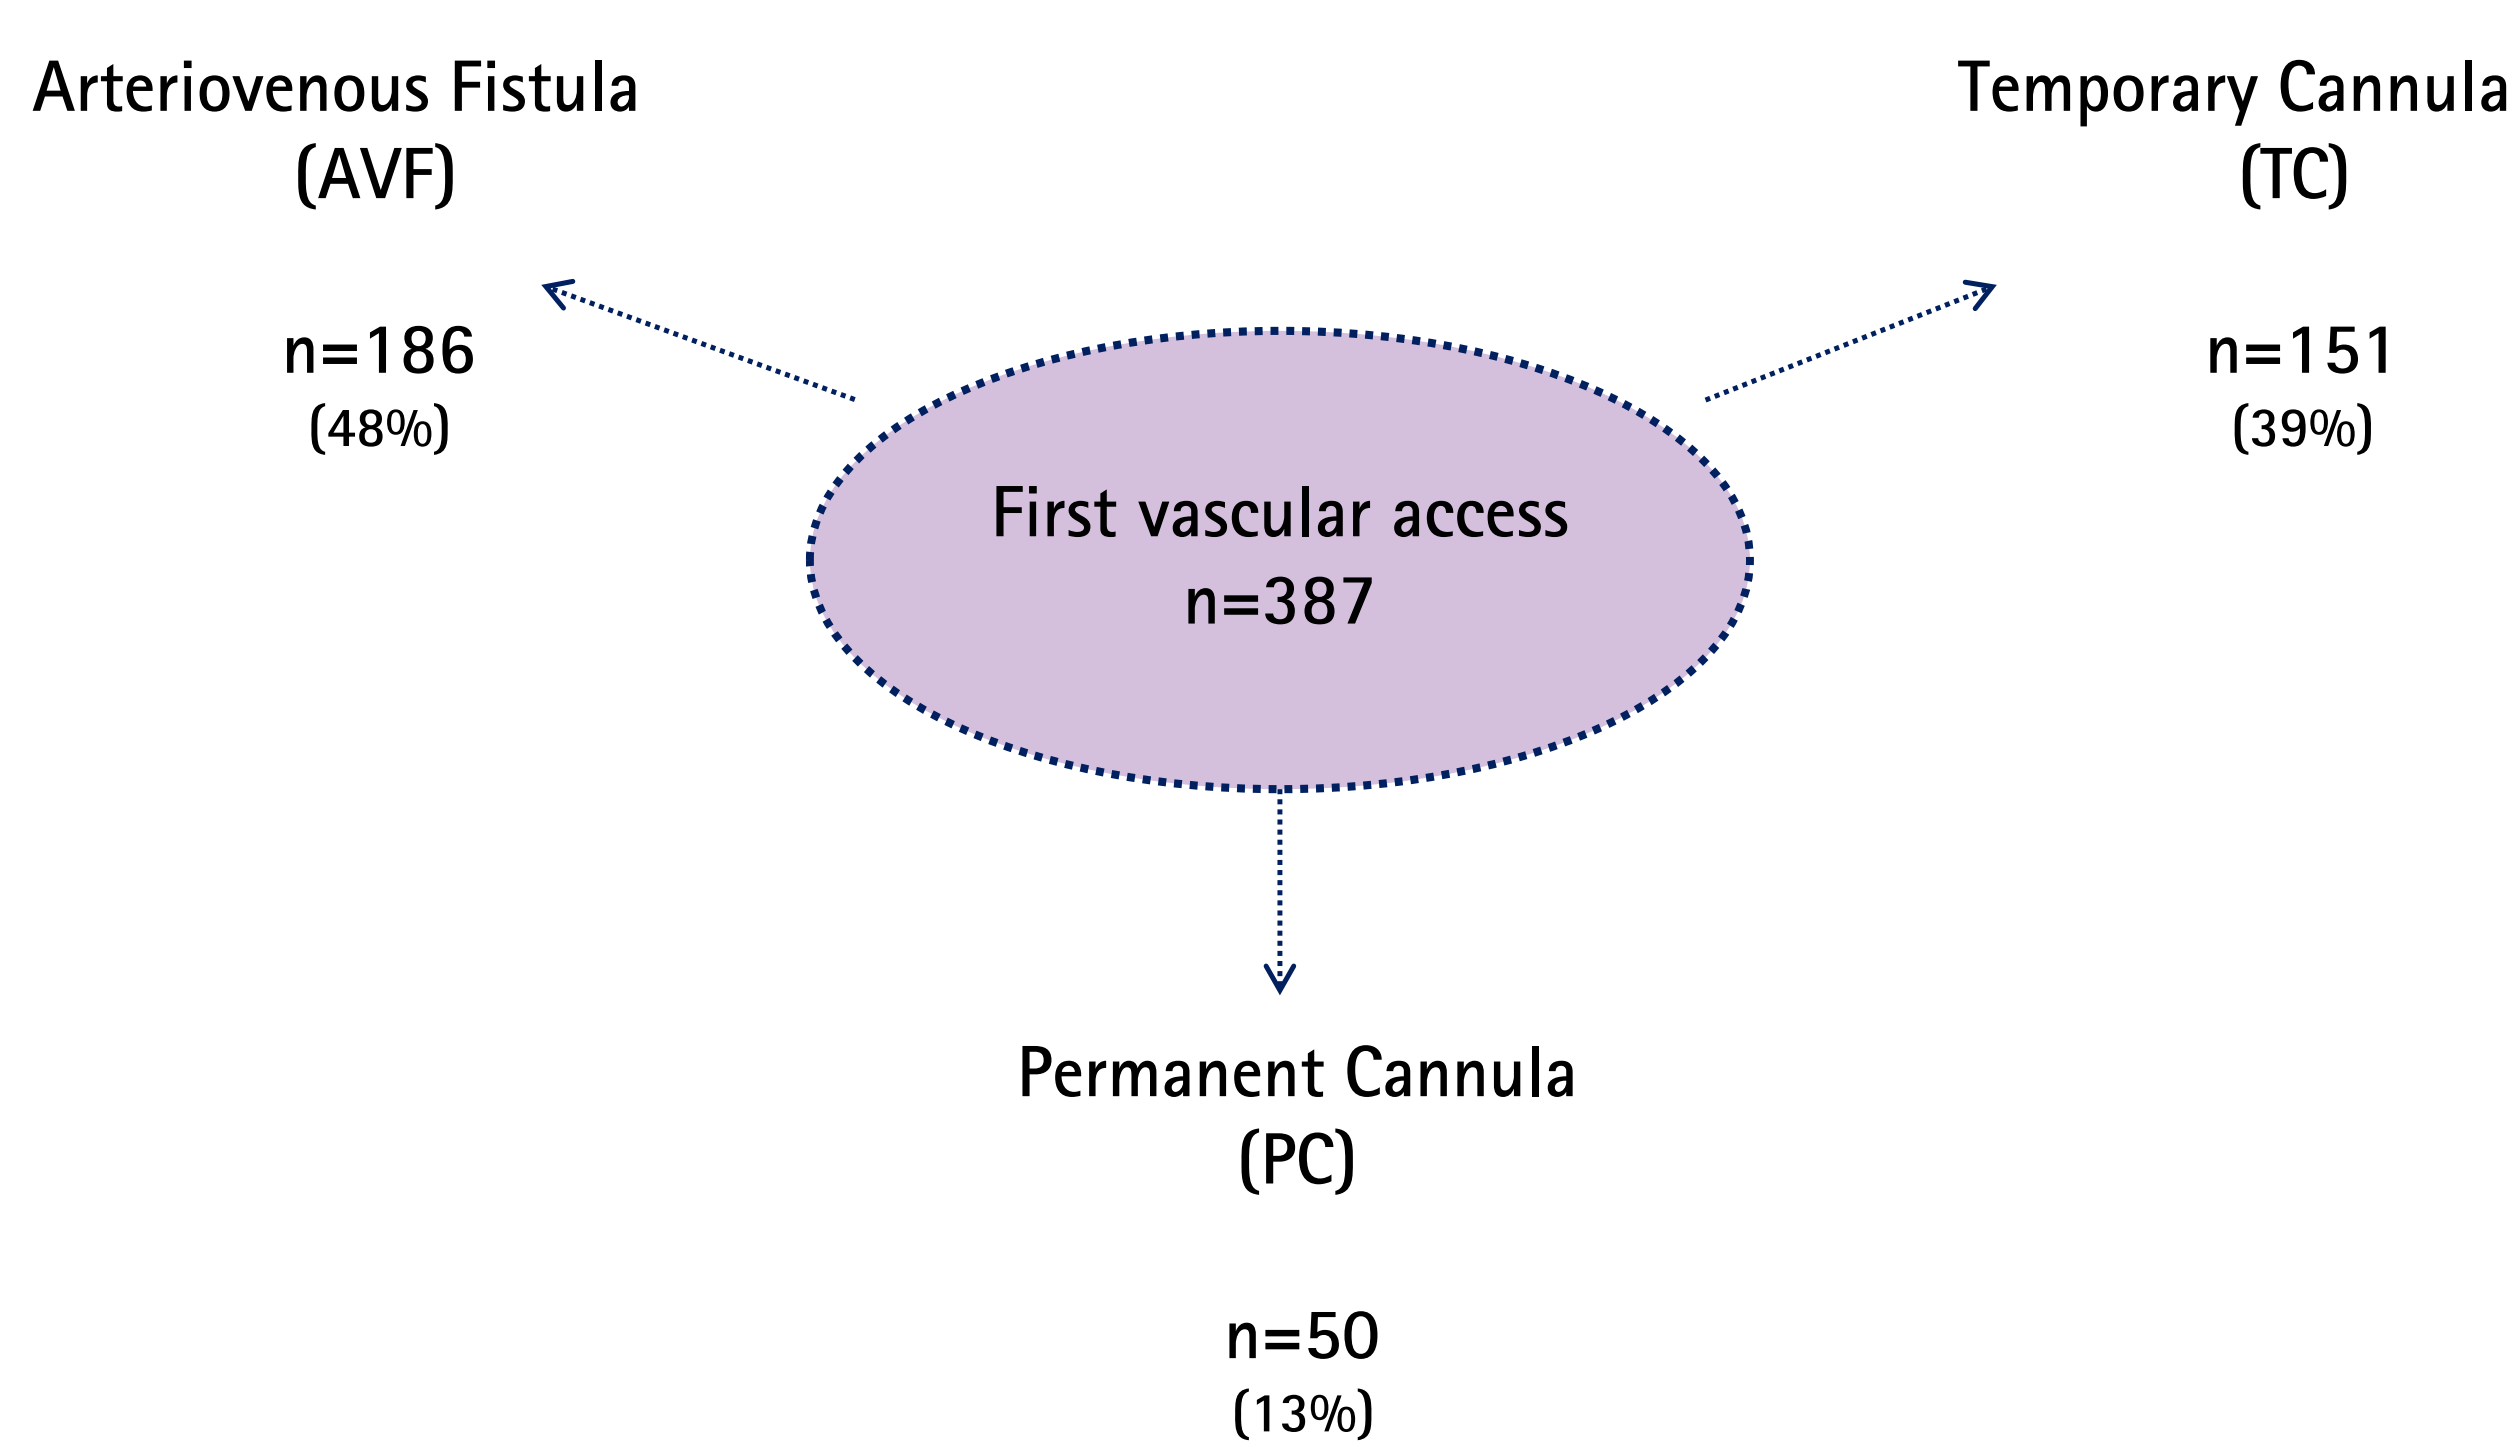 Arteriovenous Fistula
(AVF)
n=186
(48%)
Temporary Cannula
(TC)
n=151
(39%)
First vascular access
n=387
Permanent Cannula
(PC)
n=50
(13%)